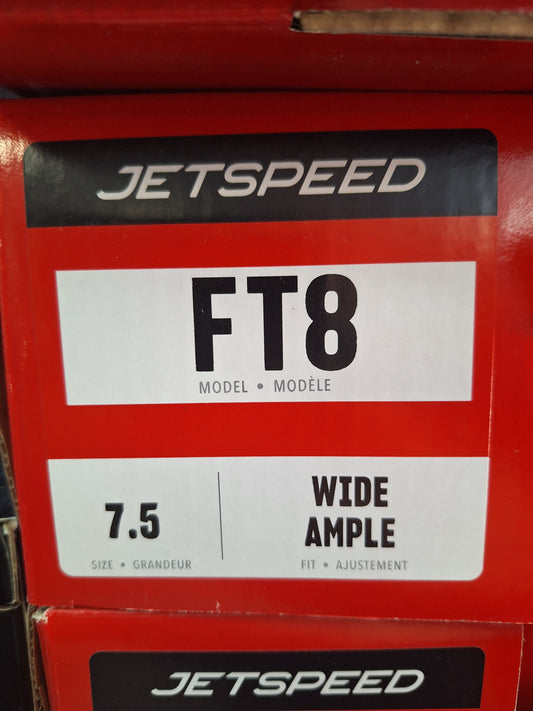 JETSPEED
FT8
MODEL • MODÈLE
7.5
SIZE • GRANDEUR
WIDE
AMPLE
FIT • AJUSTEMENT
JETSPEED